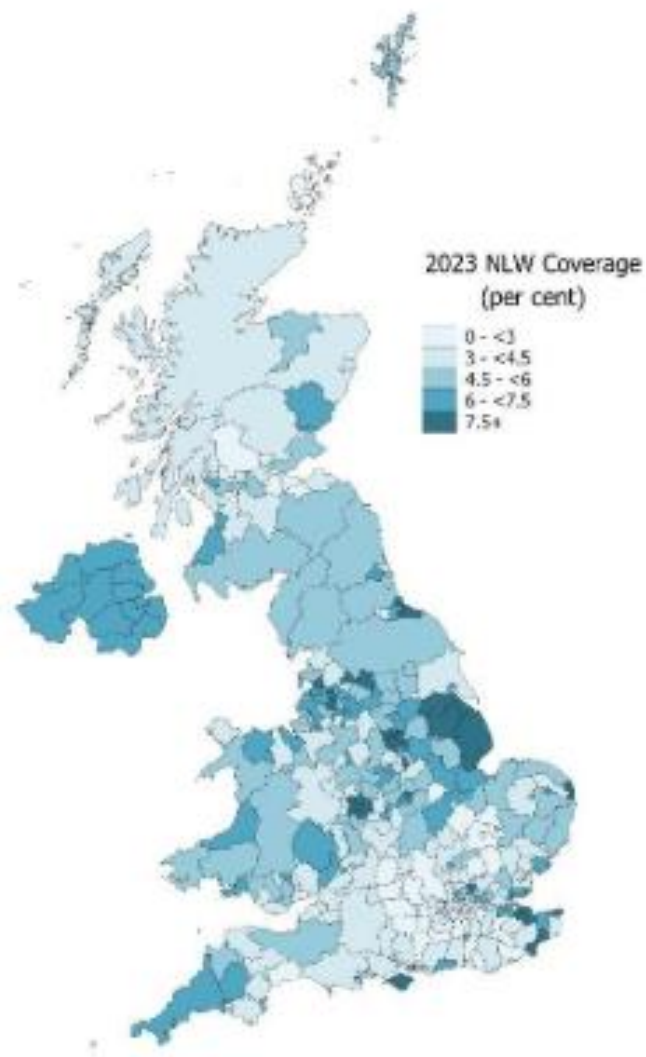 2023 NLW Coverage
(per cent)
0 - <3
3 - <4.5
4.5 - <6
6 - <7.5
7.5+